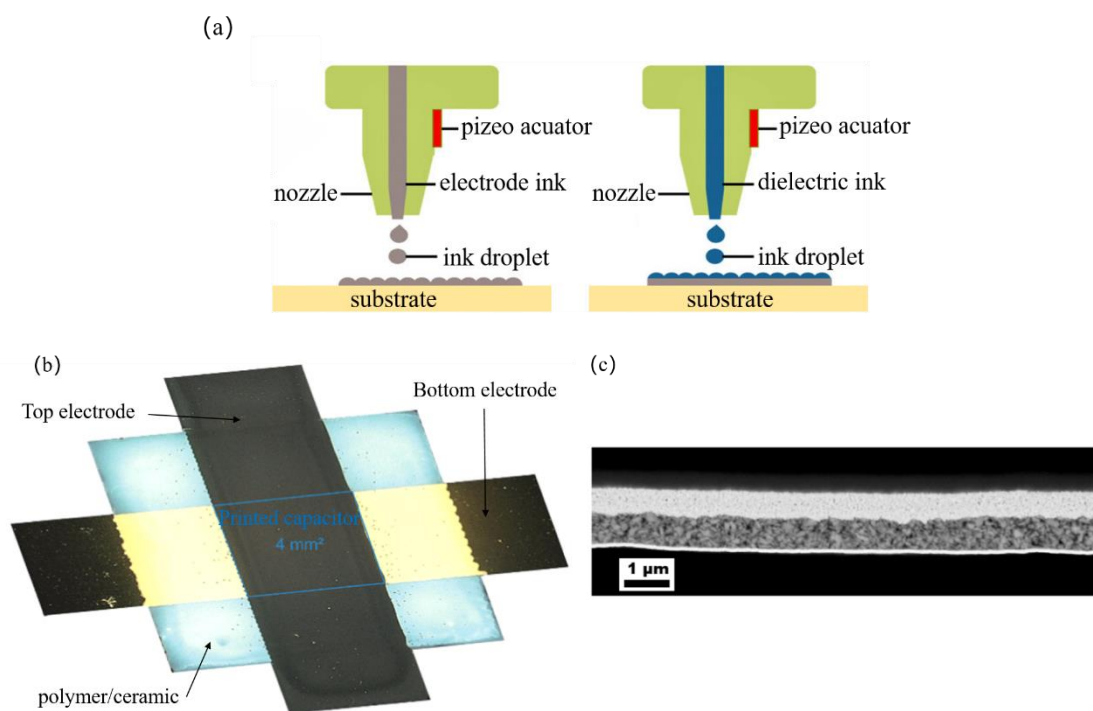 (a)
pizeo acuator
electrode ink
nozzle
ink droplet
substrate
pizeo acuator
dielectric ink
nozzle
ink droplet
substrate
(b)
Top electrode
Bottom electrode
Printed capacitor
4 mm²
polymer/ceramic
(c)
1 µm